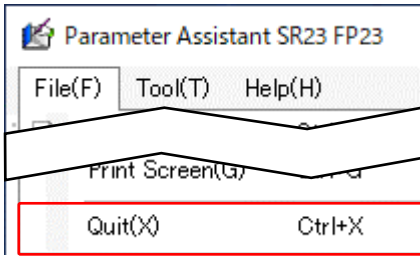 Parameter Assistant SR23 FP23
File(F) Tool(T) Help(H)
Print Screen(G)
Quit(X) Ctrl+X